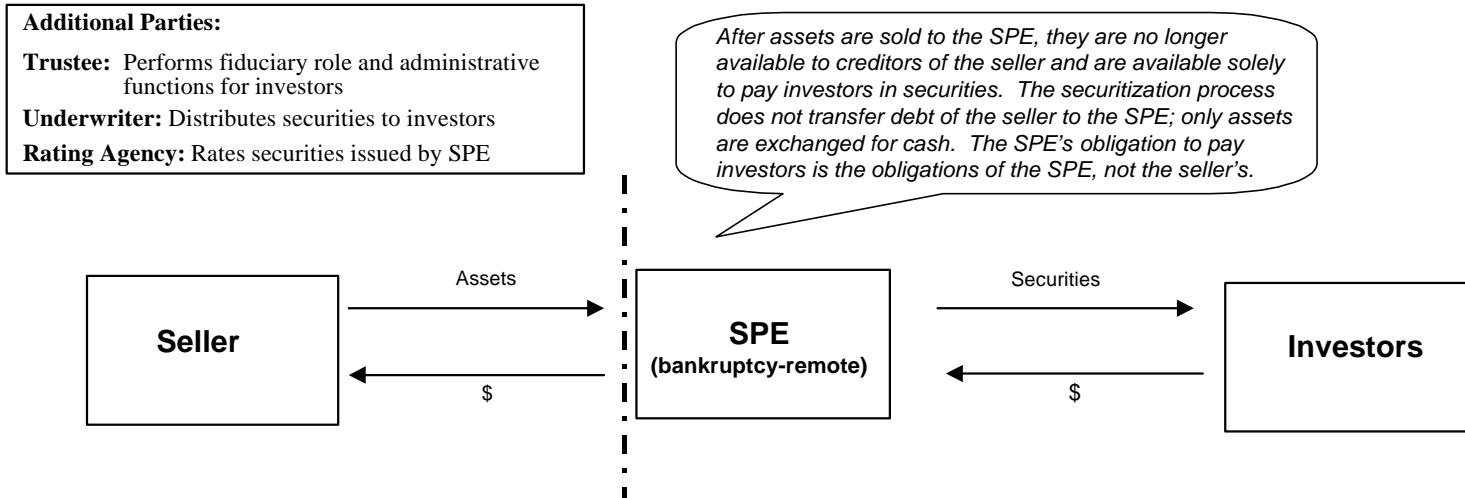 Additional Parties:
Trustee: Performs fiduciary role and administrative
functions for investors
Underwriter: Distributes securities to investors
Rating Agency: Rates securities issued by SPE
After assets are sold to the SPE, they are no longer
available to creditors of the seller and are available solely
to pay investors in securities. The securitization process
does not transfer debt of the seller to the SPE; only assets
are exchanged for cash. The SPE's obligation to pay
investors is the obligations of the SPE, not the seller's.
Seller
Assets
$
SPE
(bankruptcy-remote)
Securities
$
Investors